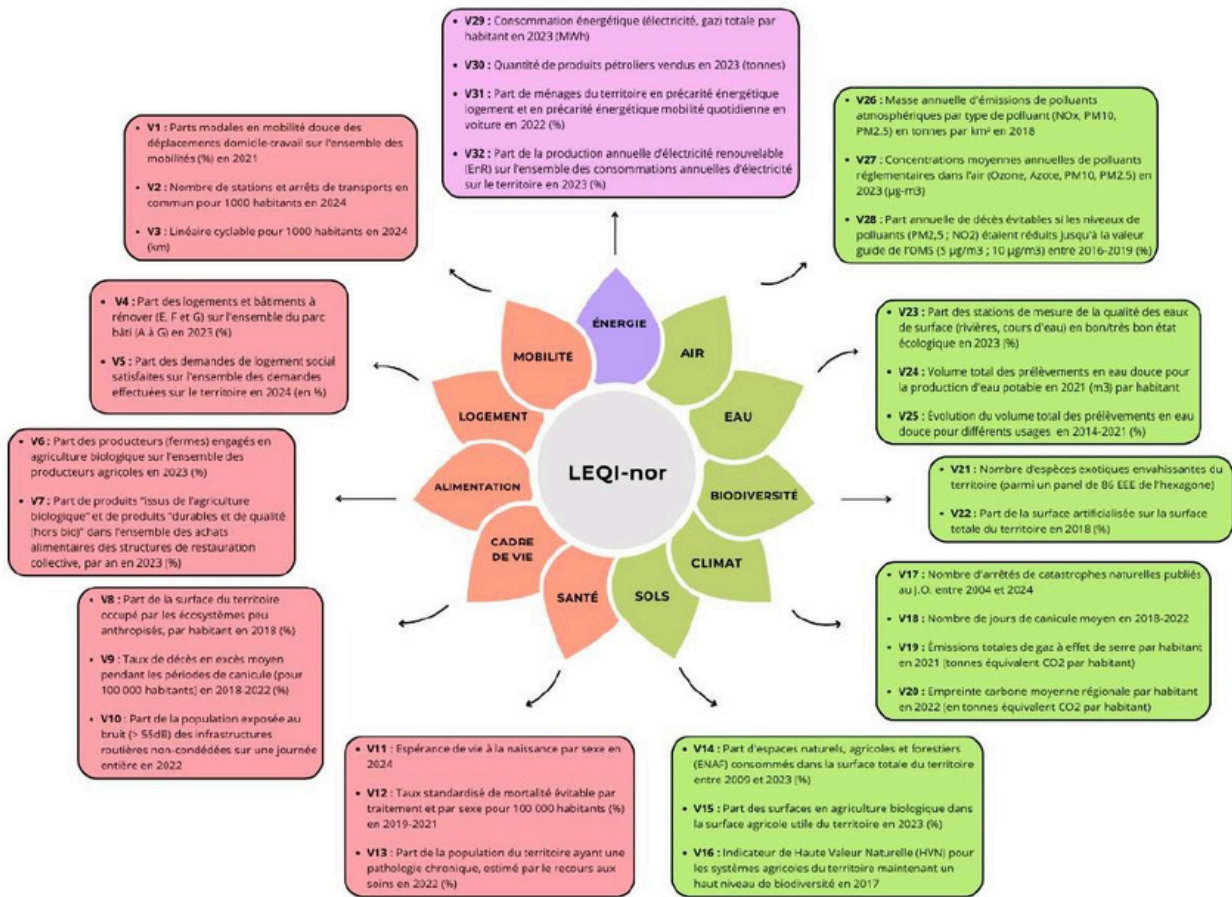 • V29 : Consommation énergétique (électricité, gaz) totale par
habitant en 2023 (MWh)
• V30 : Quantité de produits pétroliers vendus en 2023 (tonnes)
• V31 : Part de ménages du territoire en précarité énergétique
logement et en précarité énergétique mobilité quotidienne en
voiture en 2022 (%)
• V32 : Part de la production annuelle d'électricité renouvelable
(EnR) sur l'ensemble des consommations annuelles d'électricité
sur le territoire en 2023 (%)
• V26 : Masse annuelle d'émissions de polluants
atmosphériques par type de polluant (NOx, PM10,
PM2.5) en tonnes par km² en 2018
• V27 : Concentrations moyennes annuelles de polluants
réglementaires dans l'air (Ozone, Azote, PM10, PM2.5) en
2023 (µg-m3)
• V28 : Part annuelle de décès évitables si les niveaux de
polluants (PM2,5 ; NO2) étaient réduits jusqu'à la valeur
guide de l'OMS (5 µg/m3 ; 10 µg/m3) entre 2016-2019 (%)
• V1 : Parts modales en mobilité douce des
déplacements domicile-travail sur l'ensemble des
mobilités (%) en 2021
• V2 : Nombre de stations et arrêts de transports en
commun pour 1000 habitants en 2024
• V3 : Linéaire cyclable pour 1000 habitants en 2024
(km)
• V4 : Part des logements et bâtiments à
rénover (E, F et G) sur l'ensemble du parc
bâti (A à G) en 2023 (%)
• V5 : Part des demandes de logement social
satisfaites sur l'ensemble des demandes
effectuées sur le territoire en 2024 (en %)
• V23 : Part des stations de mesure de la qualité des eaux
de surface (rivières, cours d'eau) en bon/très bon état
écologique en 2023 (%)
• V24 : Volume total des prélèvements en eau douce pour
la production d'eau potable en 2021 (m3) par habitant
• V25 : Évolution du volume total des prélèvements en eau
douce pour différents usages en 2014-2021 (%)
• V6 : Part des producteurs (fermes) engagés en
agriculture biologique sur l'ensemble des
producteurs agricoles en 2023 (%)
• V7 : Part de produits "issus de l'agriculture
biologique" et de produits "durables et de qualité
(hors bio)" dans l'ensemble des achats
alimentaires des structures de restauration
collective, par an en 2023 (%)
• V21 : Nombre d'espèces exotiques envahissantes du
territoire (parmi un panel de 86 EEE de l'hexagone)
• V22 : Part de la surface artificialisée sur la surface
totale du territoire en 2018 (%)
• V8 : Part de la surface du territoire
occupé par les écosystèmes peu
anthropisés, par habitant en 2018 (%)
• V9 : Taux de décès en excès moyen
pendant les périodes de canicule (pour
100 000 habitants) en 2018-2022 (%)
• V10 : Part de la population exposée au
bruit (> 55dB) des infrastructures
routières non-condédées sur une journée
entière en 2022
• V17 : Nombre d'arrêtés de catastrophes naturelles publiés
au J.O. entre 2004 et 2024
• V18 : Nombre de jours de canicule moyen en 2018-2022
• V19 : Émissions totales de gaz à effet de serre par habitant
en 2021 (tonnes équivalent CO2 par habitant)
• V20 : Empreinte carbone moyenne régionale par habitant
en 2022 (en tonnes équivalent CO2 par habitant)
• V11 : Espérance de vie à la naissance par sexe en
2024
• V12 : Taux standardisé de mortalité évitable par
traitement et par sexe pour 100 000 habitants (%)
en 2019-2021
• V13 : Part de la population du territoire ayant une
pathologie chronique, estimé par le recours aux
soins en 2022 (%)
• V14 : Part d'espaces naturels, agricoles et forestiers
(ENAF) consommés dans la surface totale du territoire
entre 2009 et 2023 (%)
• V15 : Part des surfaces en agriculture biologique dans
la surface agricole utile du territoire en 2023 (%)
• V16 : Indicateur de Haute Valeur Naturelle (HVN) pour
les systèmes agricoles du territoire maintenant un
haut niveau de biodiversité en 2017
ÉNERGIE
MOBILITÉ
AIR
LOGEMENT
EAU
LEQI-nor
ALIMENTATION
BIODIVERSITÉ
CADRE
DE VIE
CLIMAT
SANTÉ
SOLS